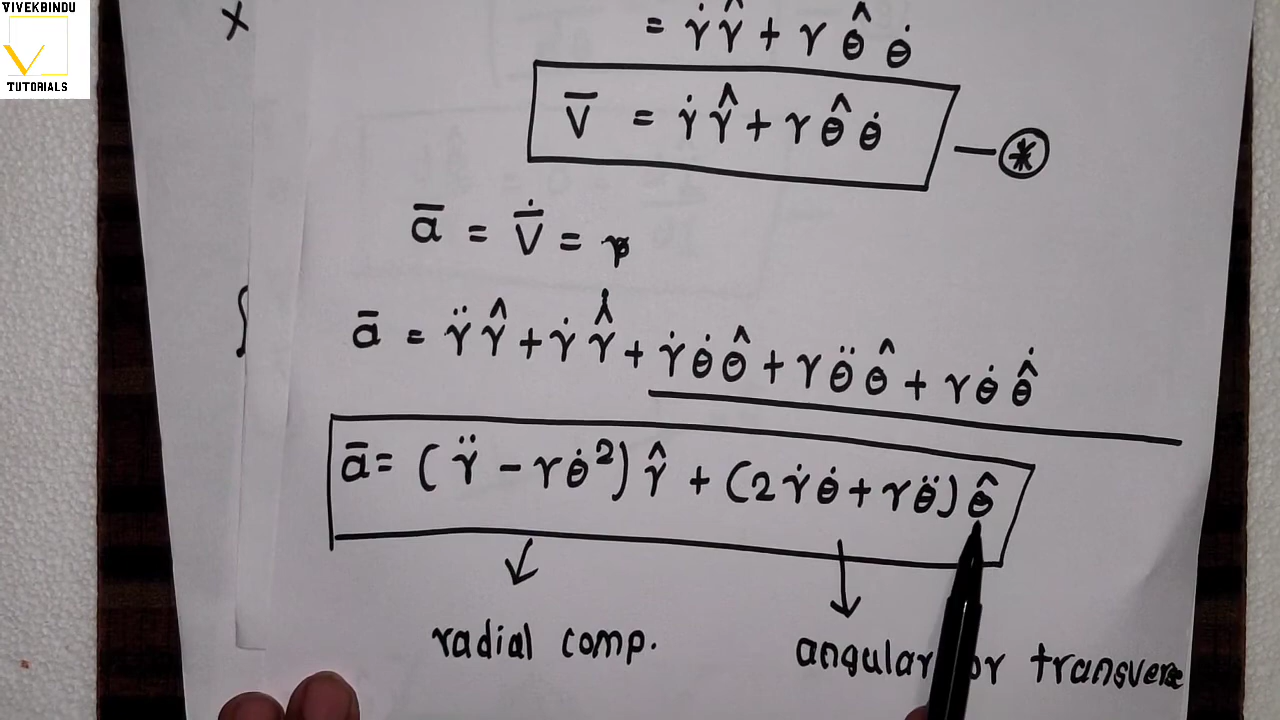 VIVEKBINDU
TUTORIALS
= ṙ r̂ + r θ̂ θ̇
V̄ = ṙ r̂ + r θ̂ θ̇ — ⊛
ā = V̄̇ =
ā = r̈ r̂ + ṙ r̂̇ + ṙ θ̇ θ̂ + r θ̈ θ̂ + r θ̇ θ̂̇
ā = ( r̈ - r θ̇² ) r̂ + ( 2 ṙ θ̇ + r θ̈ ) θ̂
radial comp.
angular or transverse